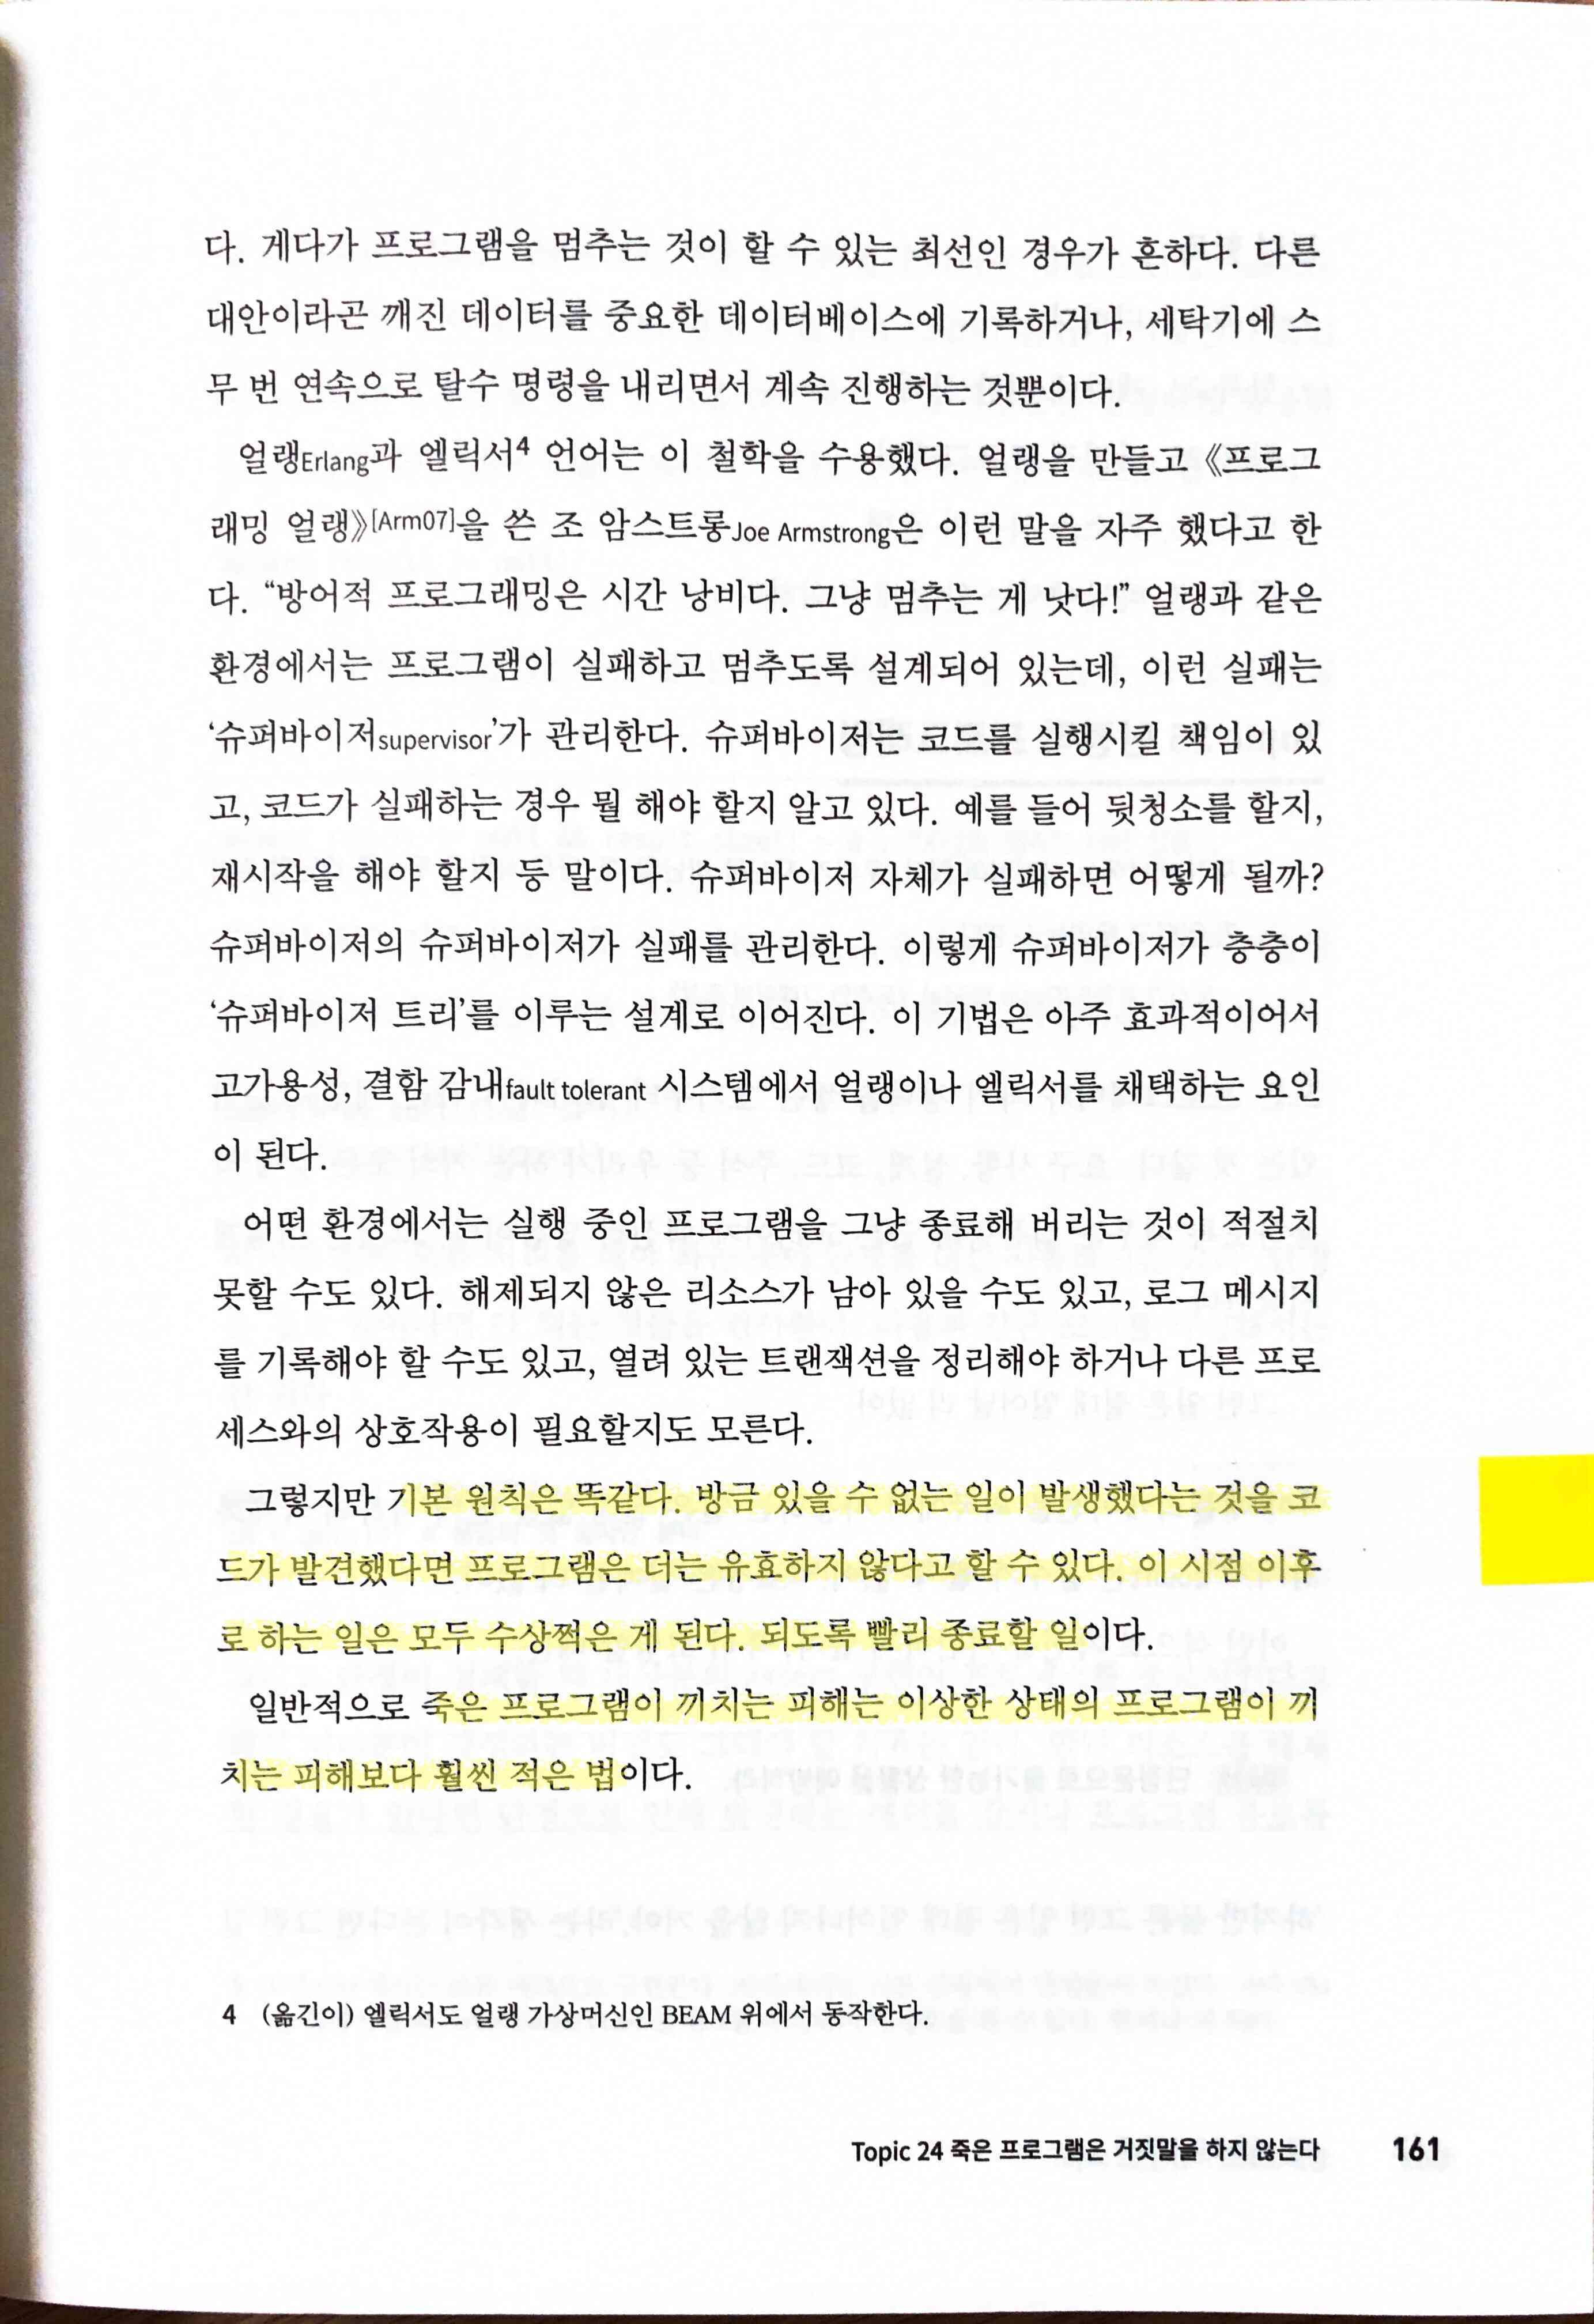 다. 게다가 프로그램을 멈추는 것이 할 수 있는 최선인 경우가 흔하다. 다른
대안이라곤 깨진 데이터를 중요한 데이터베이스에 기록하거나, 세탁기에 스
무 번 연속으로 탈수 명령을 내리면서 계속 진행하는 것뿐이다.
얼랭Erlang과 엘릭서4 언어는 이 철학을 수용했다. 얼랭을 만들고 《프로그
래밍 얼랭》[Arm07]을 쓴 조 암스트롱Joe Armstrong은 이런 말을 자주 했다고 한
다. “방어적 프로그래밍은 시간 낭비다. 그냥 멈추는 게 낫다!” 얼랭과 같은
환경에서는 프로그램이 실패하고 멈추도록 설계되어 있는데, 이런 실패는
‘슈퍼바이저supervisor’가 관리한다. 슈퍼바이저는 코드를 실행시킬 책임이 있
고, 코드가 실패하는 경우 뭘 해야 할지 알고 있다. 예를 들어 뒷청소를 할지,
재시작을 해야 할지 등 말이다. 슈퍼바이저 자체가 실패하면 어떻게 될까?
슈퍼바이저의 슈퍼바이저가 실패를 관리한다. 이렇게 슈퍼바이저가 층층이
‘슈퍼바이저 트리’를 이루는 설계로 이어진다. 이 기법은 아주 효과적이어서
고가용성, 결함 감내fault tolerant 시스템에서 얼랭이나 엘릭서를 채택하는 요인
이 된다.
어떤 환경에서는 실행 중인 프로그램을 그냥 종료해 버리는 것이 적절치
못할 수도 있다. 해제되지 않은 리소스가 남아 있을 수도 있고, 로그 메시지
를 기록해야 할 수도 있고, 열려 있는 트랜잭션을 정리해야 하거나 다른 프로
세스와의 상호작용이 필요할지도 모른다.
그렇지만 기본 원칙은 똑같다. 방금 있을 수 없는 일이 발생했다는 것을 코
드가 발견했다면 프로그램은 더는 유효하지 않다고 할 수 있다. 이 시점 이후
로 하는 일은 모두 수상쩍은 게 된다. 되도록 빨리 종료할 일이다.
일반적으로 죽은 프로그램이 끼치는 피해는 이상한 상태의 프로그램이 끼
치는 피해보다 훨씬 적은 법이다.
4 (옮긴이) 엘릭서도 얼랭 가상머신인 BEAM 위에서 동작한다.
Topic 24 죽은 프로그램은 거짓말을 하지 않는다 161